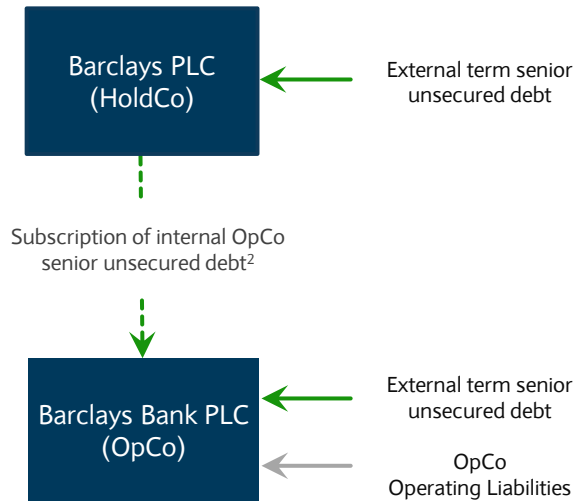 Barclays PLC
(HoldCo)
External term senior
unsecured debt
Subscription of internal OpCo
senior unsecured debt²
Barclays Bank PLC
(OpCo)
External term senior
unsecured debt
OpCo
Operating Liabilities